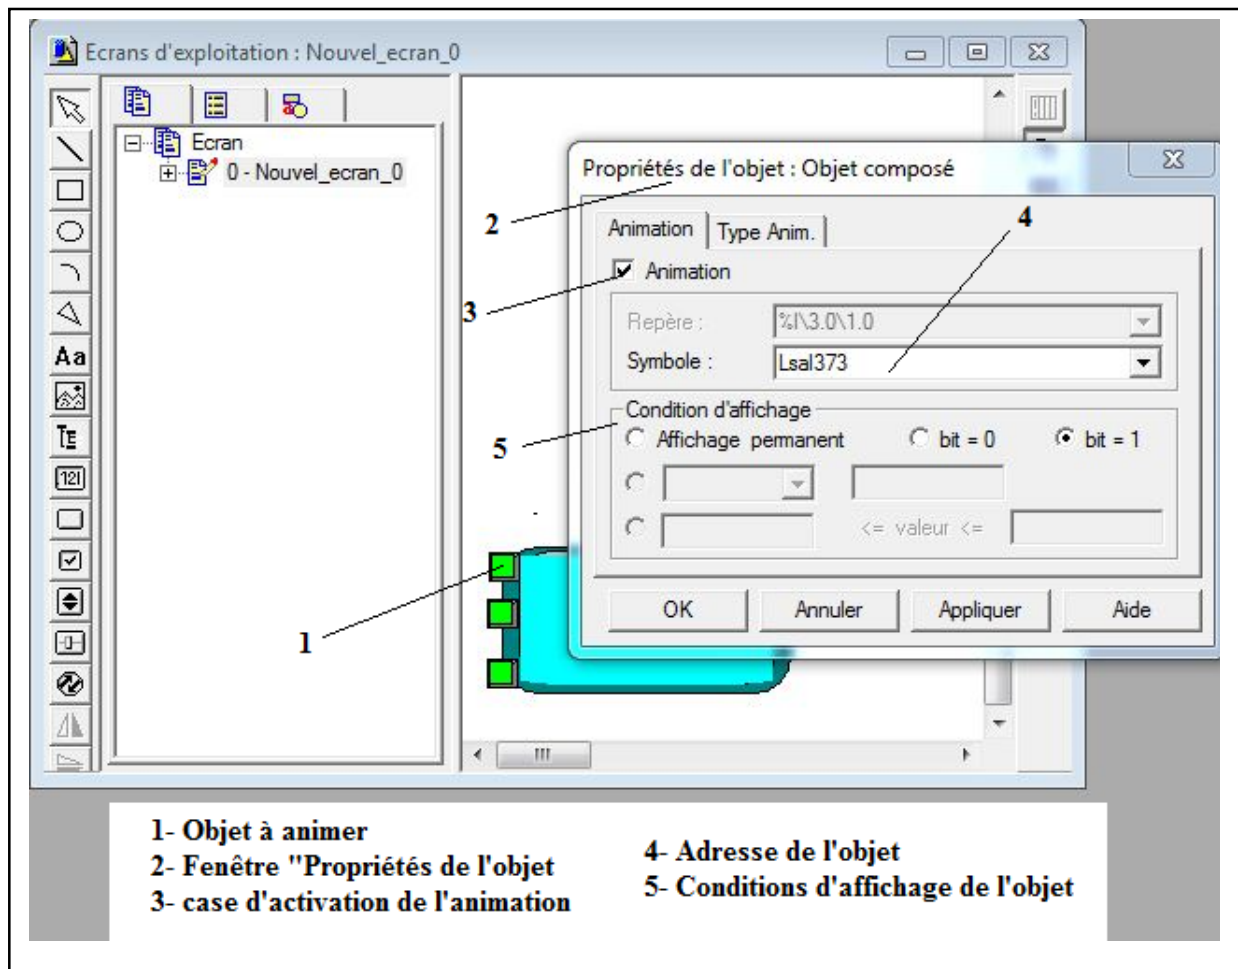 Ecrans d'exploitation : Nouvel_ecran_0
Ecran
0 - Nouvel_ecran_0
Propriétés de l'objet : Objet composé
2
4
Animation
Type Anim.
Animation
3
Repère :
%I\3.0\1.0
Symbole :
Lsal373
Condition d'affichage
5
Affichage permanent
bit = 0
bit = 1
<= valeur <=
OK
Annuler
Appliquer
Aide
1
Aa
TE
12I
1- Objet à animer
2- Fenêtre "Propriétés de l'objet
3- case d'activation de l'animation
4- Adresse de l'objet
5- Conditions d'affichage de l'objet